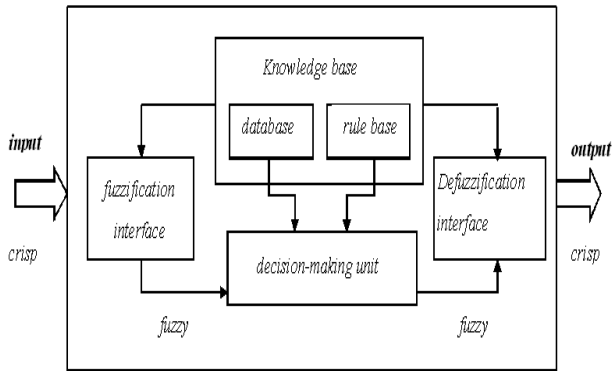 Knowledge base
database
rule base
input
crisp
fuzzification
interface
Defuzzification
interface
output
crisp
decision-making unit
fuzzy
fuzzy